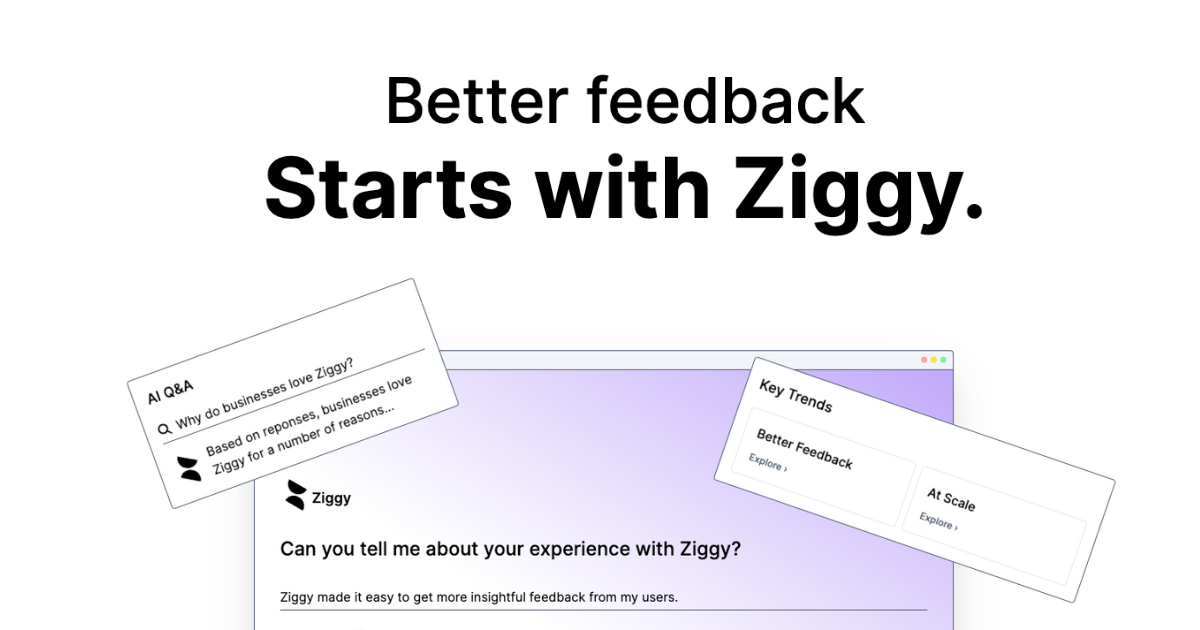 Better feedback
Starts with Ziggy.
AI Q&A
Why do businesses love Ziggy?
Based on reponses, businesses love
Ziggy for a number of reasons...
Key Trends
Better Feedback
Explore ›
At Scale
Explore ›
Ziggy
Can you tell me about your experience with Ziggy?
Ziggy made it easy to get more insightful feedback from my users.